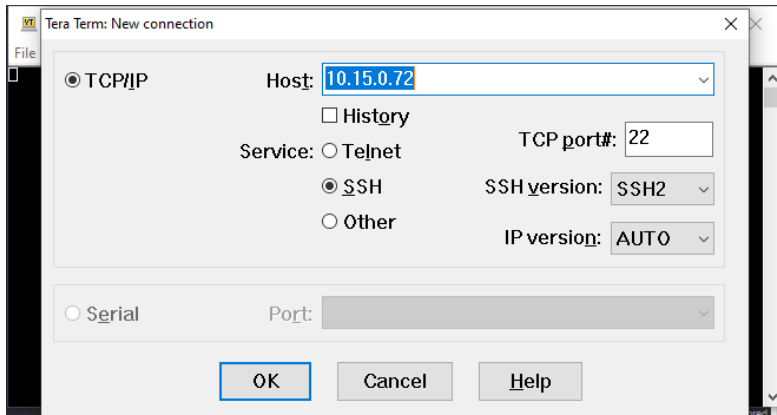 VT Tera Term: New connection
File
TCP/IP Host: 10.15.0.72
History
Service: Telnet TCP port#: 22
SSH SSH version: SSH2
Other IP version: AUTO
Serial Port:
OK Cancel Help